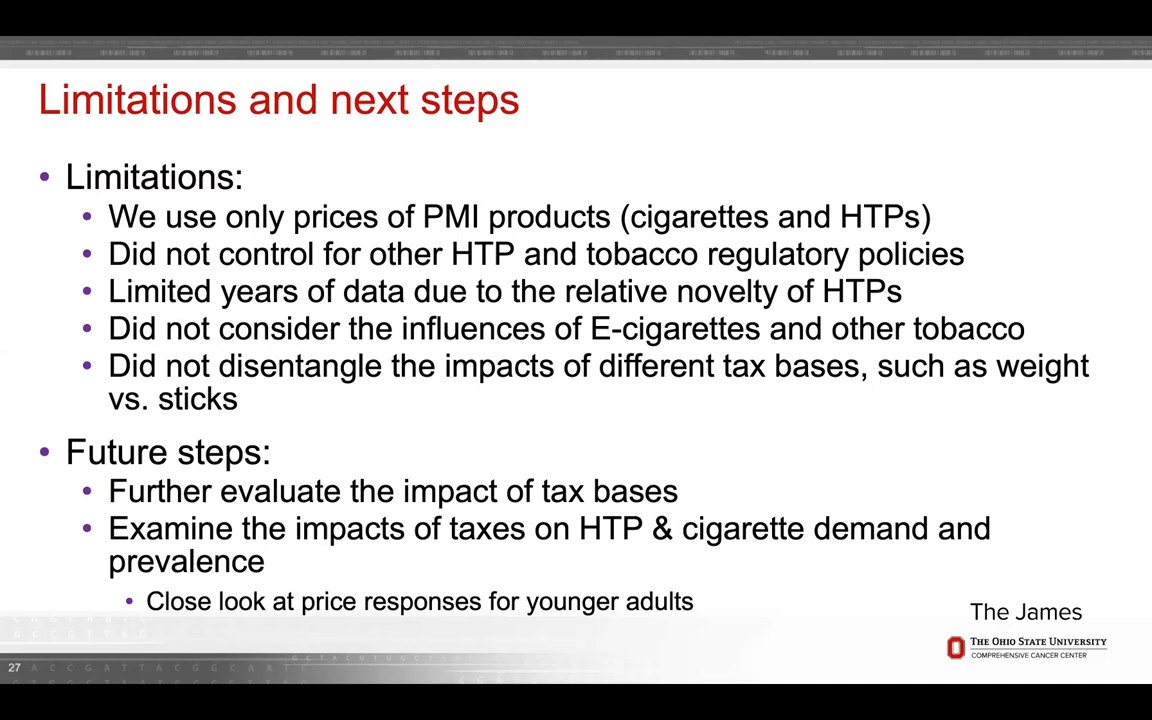 Limitations and next steps
• Limitations:
• We use only prices of PMI products (cigarettes and HTPs)
• Did not control for other HTP and tobacco regulatory policies
• Limited years of data due to the relative novelty of HTPs
• Did not consider the influences of E-cigarettes and other tobacco
• Did not disentangle the impacts of different tax bases, such as weight
vs. sticks
• Future steps:
• Further evaluate the impact of tax bases
• Examine the impacts of taxes on HTP & cigarette demand and
prevalence
• Close look at price responses for younger adults
The James
THE OHIO STATE UNIVERSITY
COMPREHENSIVE CANCER CENTER
27